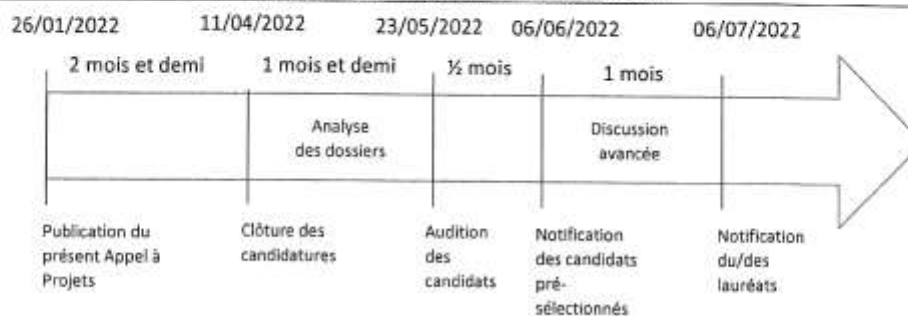 26/01/2022 11/04/2022 23/05/2022 06/06/2022 06/07/2022
2 mois et demi 1 mois et demi ½ mois 1 mois
Analyse
des dossiers
Discussion
avancée
Publication du
présent Appel à
Projets
Clôture des
candidatures
Audition
des
candidats
Notification
des candidats
pré-
sélectionnés
Notification
du/des
lauréats